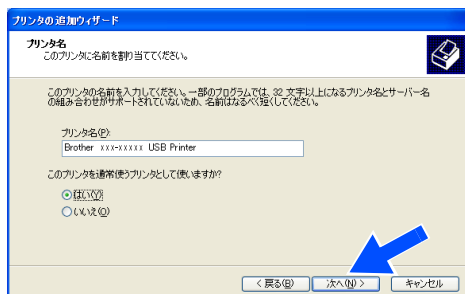 プリンタの追加ウィザード
プリンタ名
このプリンタに名前を割り当ててください。
このプリンタの名前を入力してください。一部のプログラムでは、32 文字以上になるプリンタ名とサーバー名
の組み合わせがサポートされていないため、名前はなるべく短くしてください。
プリンタ名(P):
Brother xxx-xxxxx USB Printer
このプリンタを通常使うプリンタとして使いますか?
はい(Y)
いいえ(O)
< 戻る(B) 次へ(N) > キャンセル